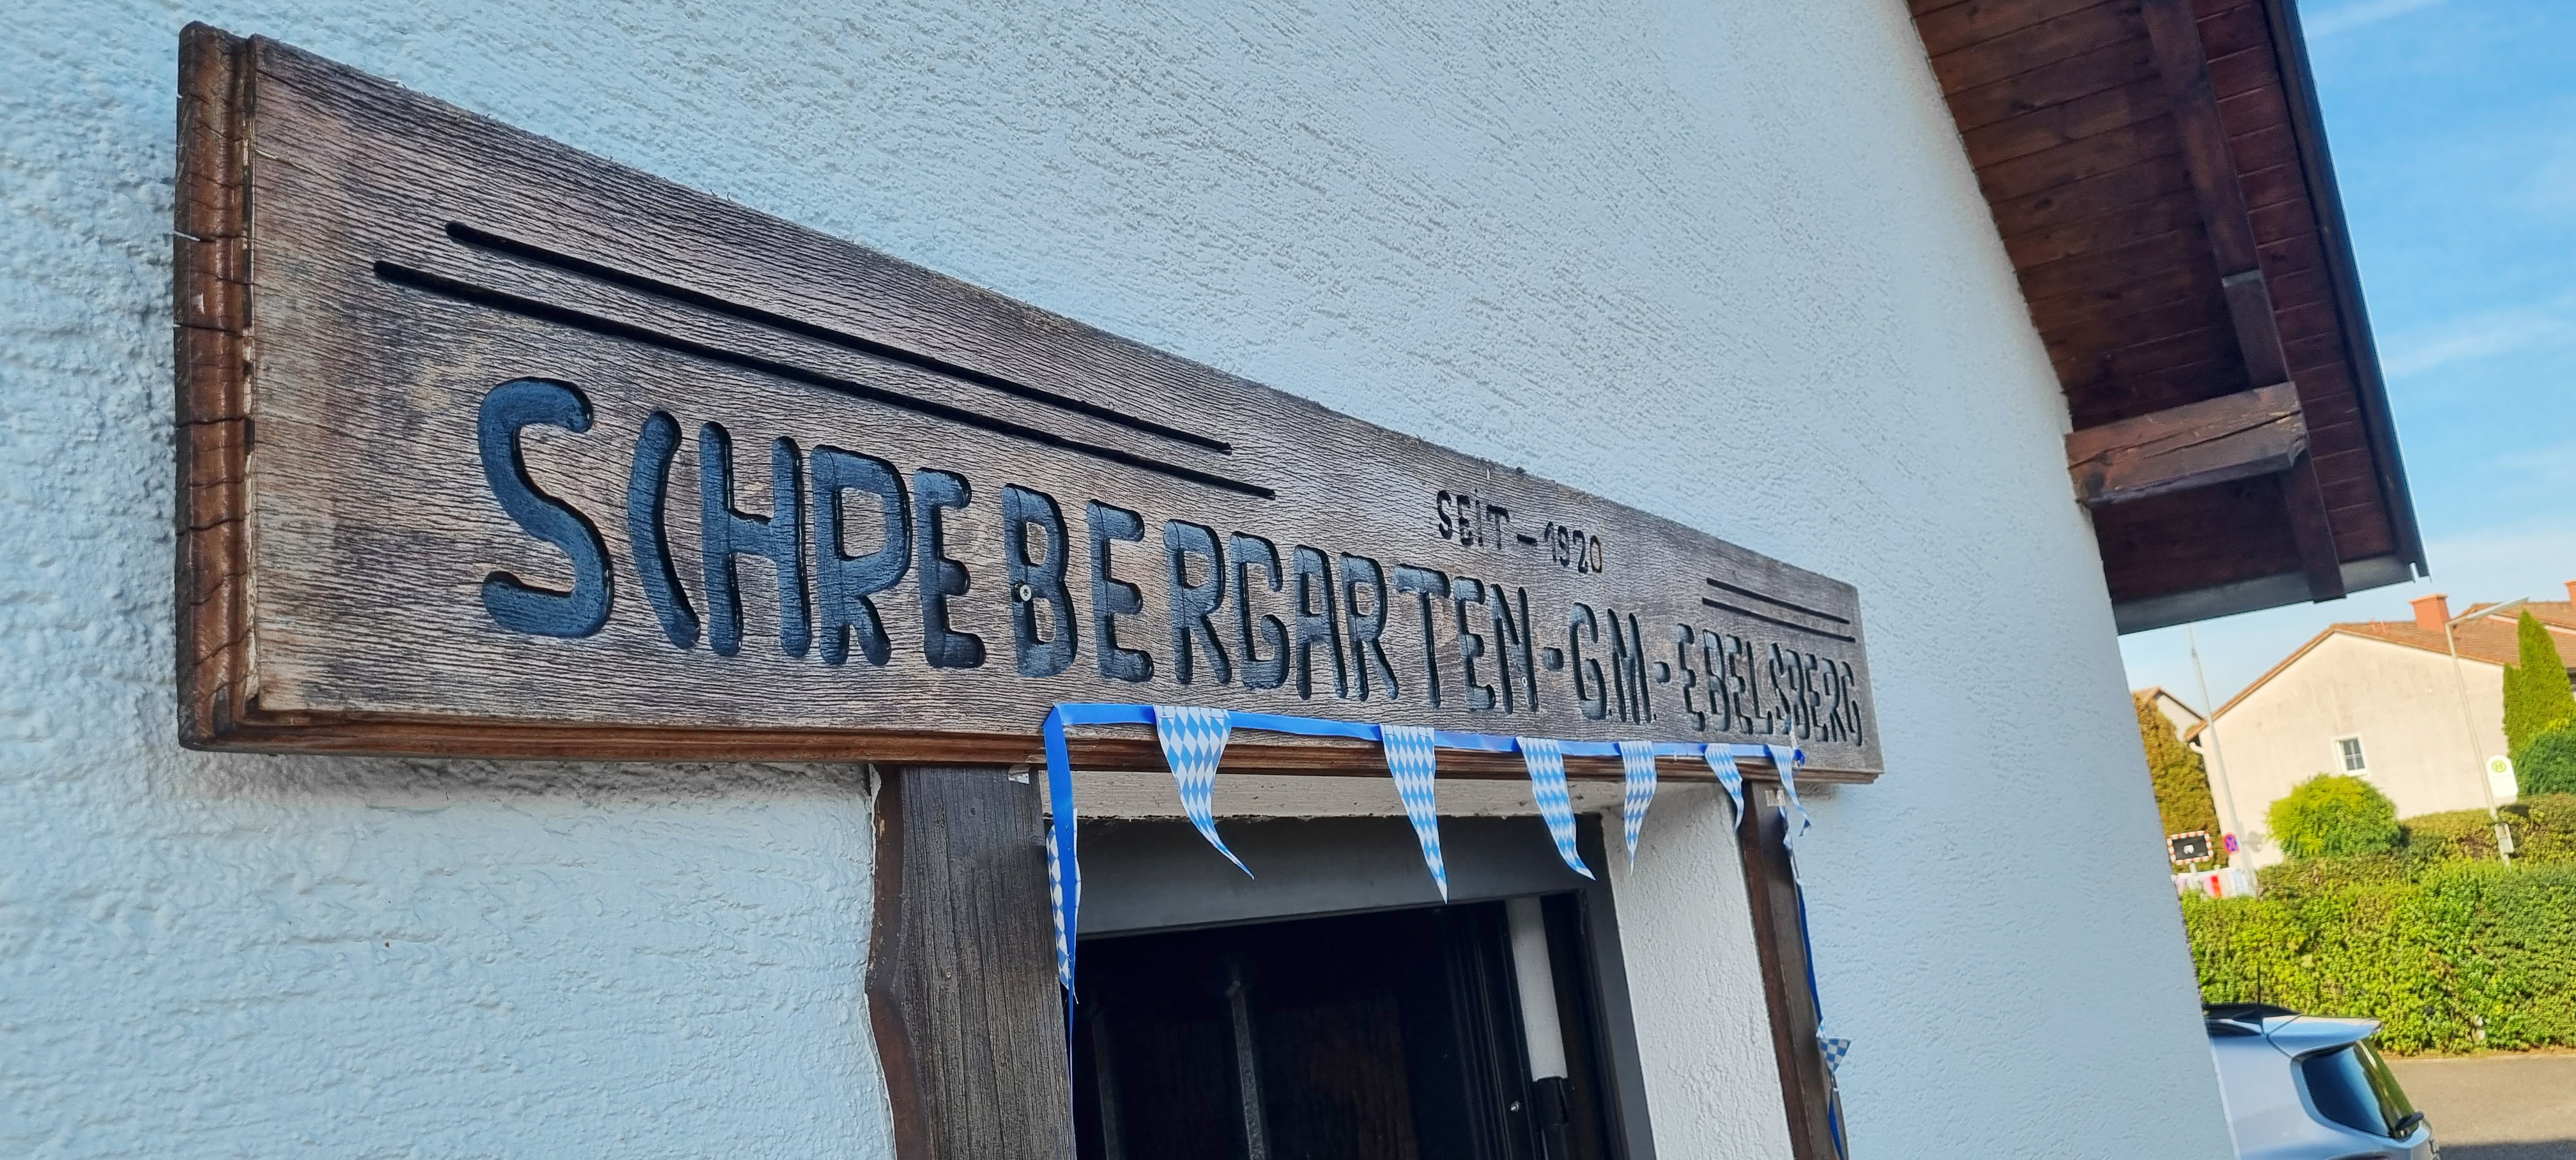 SEiT – 1920
SCHREBERGARTEN - G.M. - EBELSBERG
H